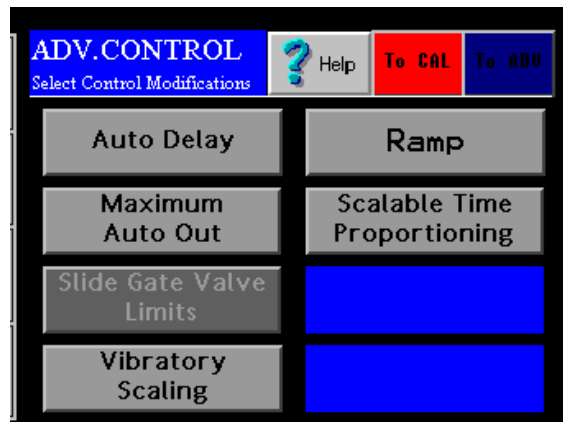 ADV.CONTROL
Select Control Modifications
Help
To CAL
To ADV
Auto Delay
Ramp
Maximum
Auto Out
Scalable Time
Proportioning
Slide Gate Valve
Limits
Vibratory
Scaling